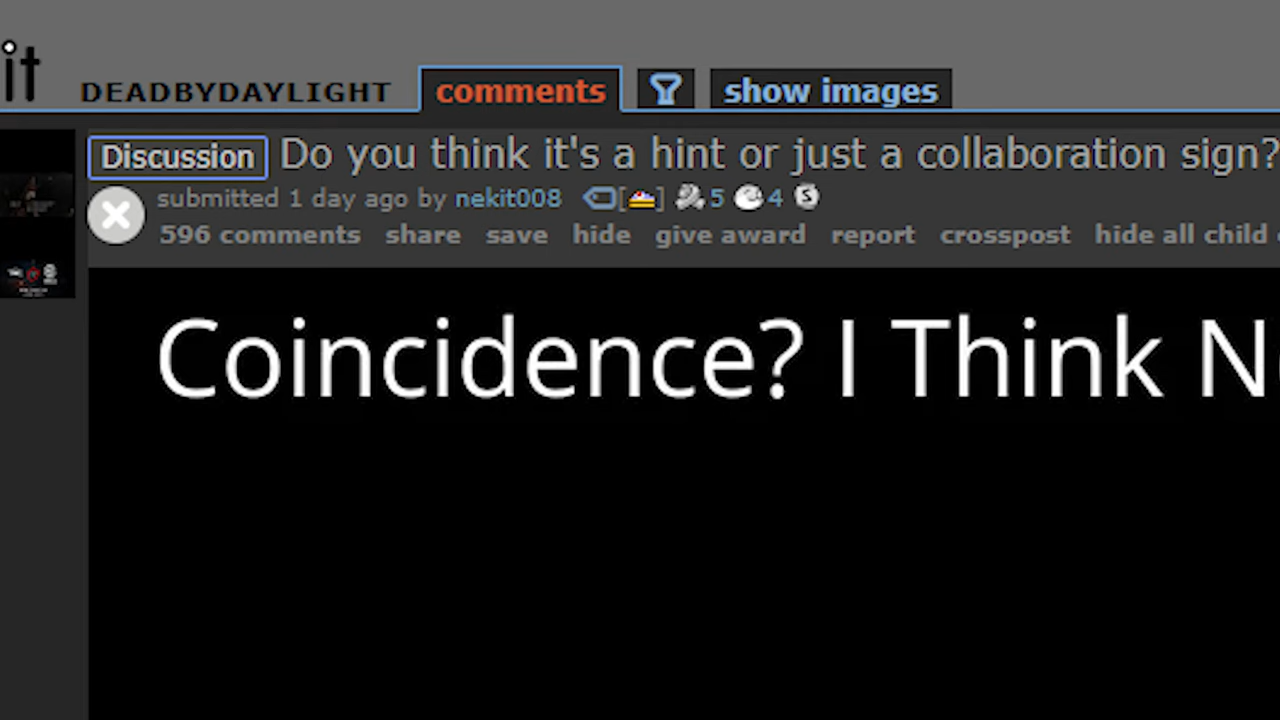 it DEADBYDAYLIGHT comments show images
Discussion Do you think it's a hint or just a collaboration sign?
submitted 1 day ago by nekit008 [] 5 4 S
596 comments share save hide give award report crosspost hide all child
Coincidence? I Think